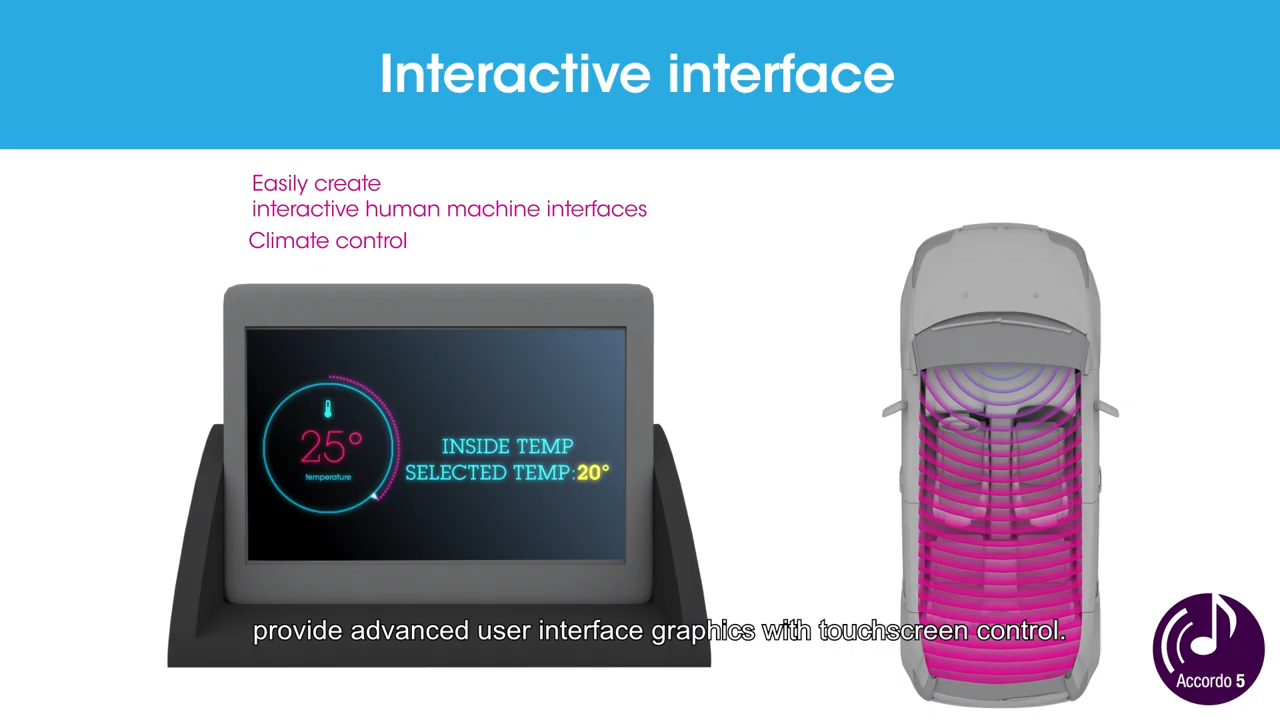 Interactive interface
Easily create
interactive human machine interfaces
Climate control
25°
temperature
INSIDE TEMP
SELECTED TEMP:20°
provide advanced user interface graphics with touchscreen control.
Accordo 5